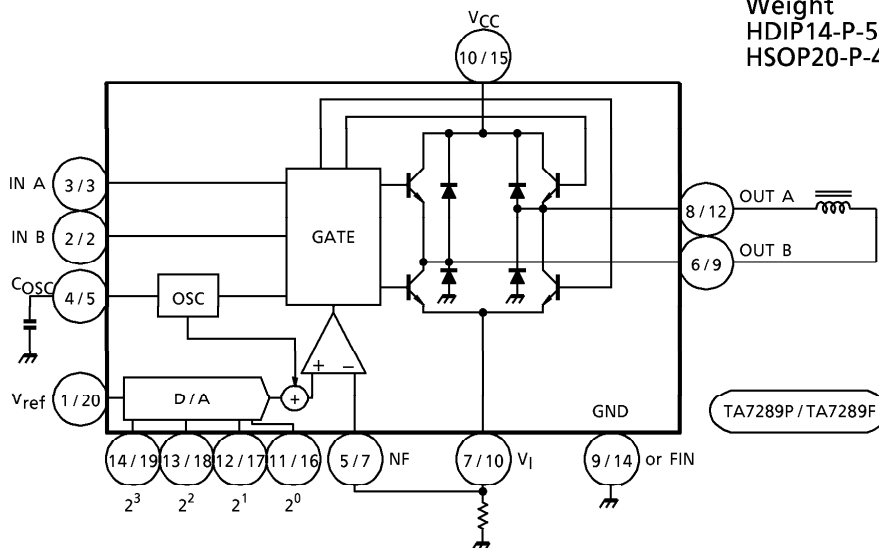 Weight
HDIP14-P-5
HSOP20-P-4
VCC
10/15
IN A 3/3
IN B 2/2
COSC 4/5
OSC
GATE
8/12 OUT A
6/9 OUT B
+ −
Vref 1/20
D/A
+
GND
TA7289P/TA7289F
14/19 13/18 12/17 11/16 5/7 NF 7/10 VI 9/14 or FIN
2³ 2² 2¹ 2⁰